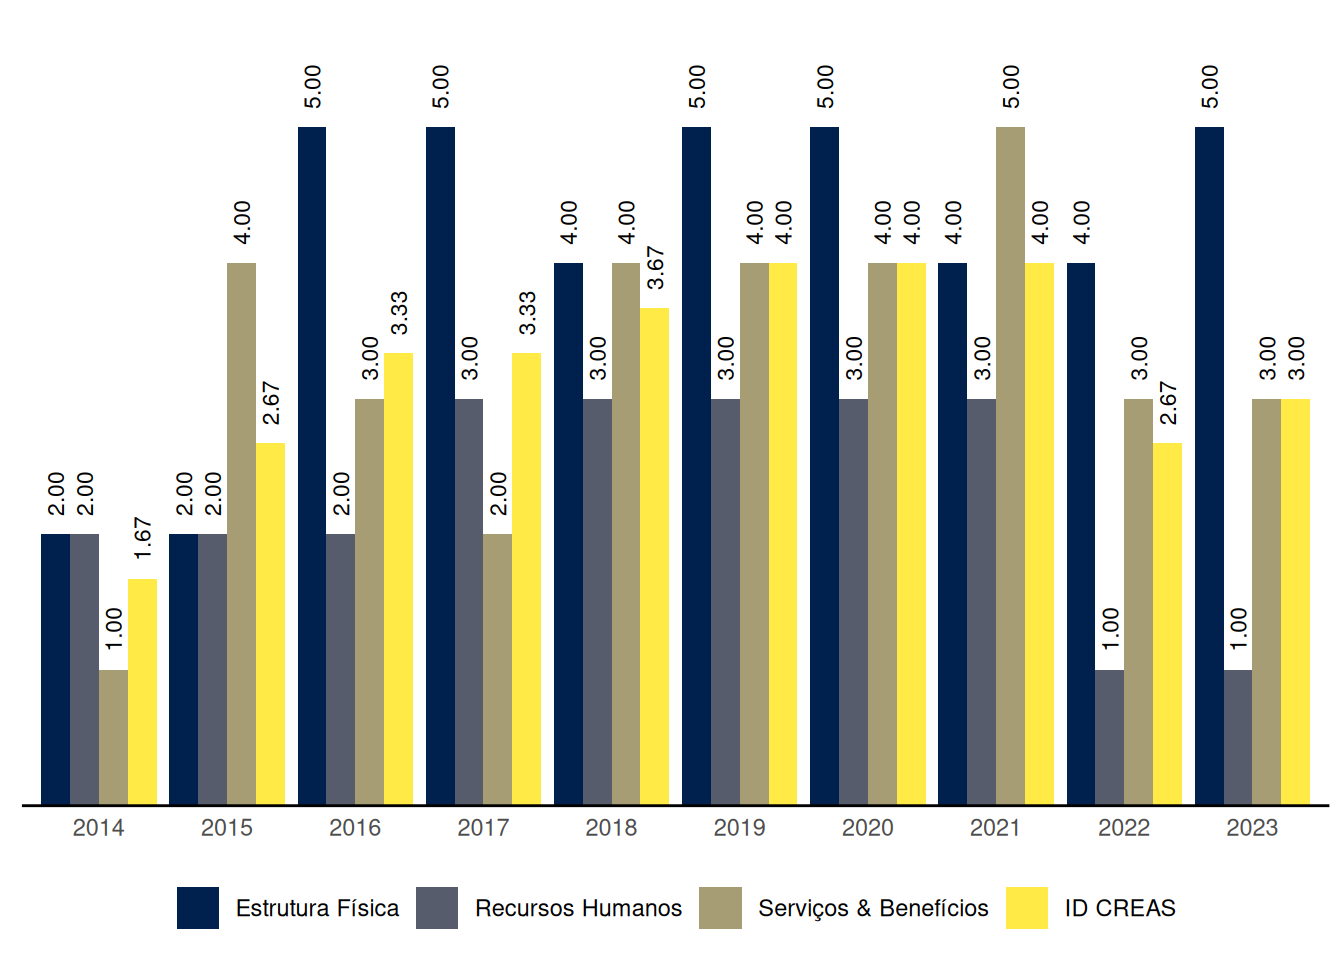 5.00 5.00 5.00 5.00 5.00 5.00
4.00 4.00 4.00 4.00 4.00 4.00 4.00 4.00 4.00 4.00
3.67
3.33 3.33
3.00 3.00 3.00 3.00 3.00 3.00 3.00 3.00 3.00
2.67 2.67
2.00 2.00 2.00 2.00 2.00 2.00
1.67
1.00 1.00 1.00
2014 2015 2016 2017 2018 2019 2020 2021 2022 2023
Estrutura Física Recursos Humanos Serviços & Benefícios ID CREAS